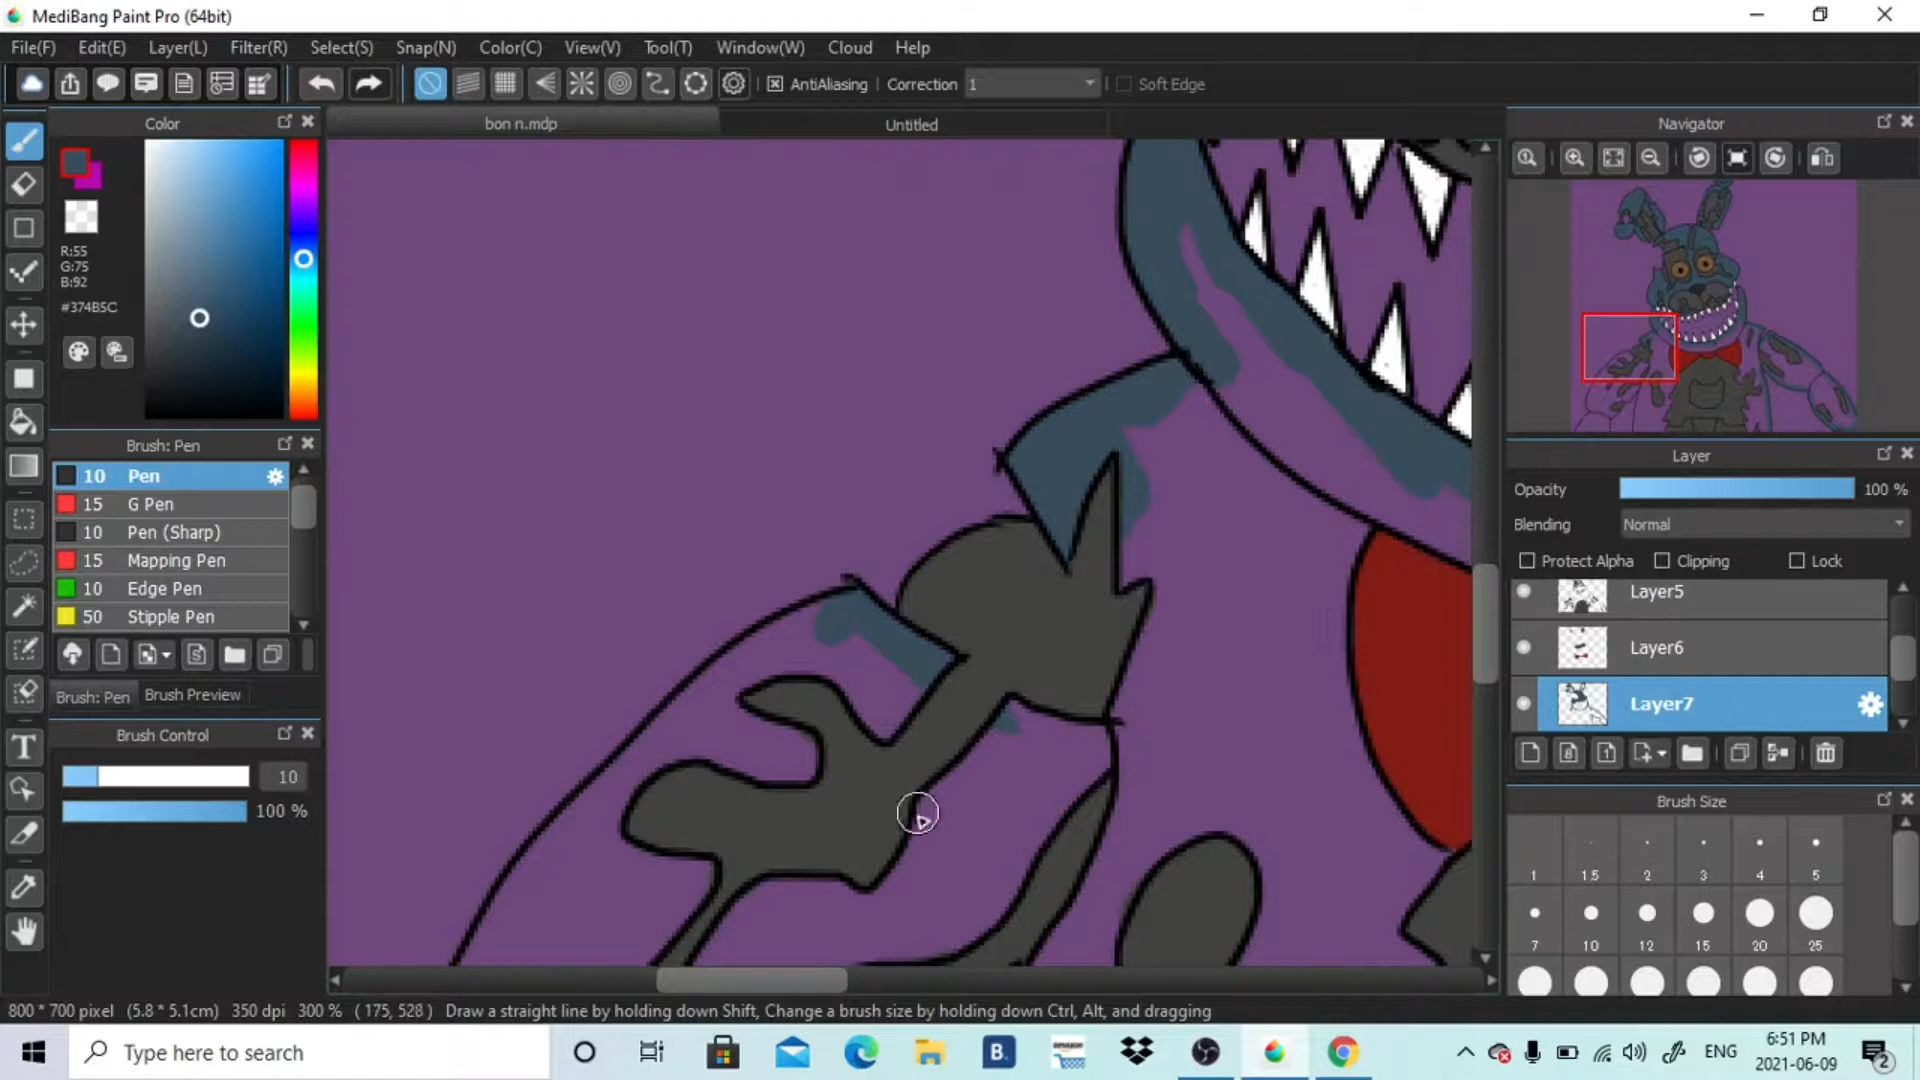 MediBang Paint Pro (64bit)
File(F) Edit(E) Layer(L) Filter(R) Select(S) Snap(N) Color(C) View(V) Tool(T) Window(W) Cloud Help
AntiAliasing Correction 1 Soft Edge
Color
bon n.mdp
Untitled
Navigator
R:55
G:75
B:92
#374B5C
Brush: Pen
10 Pen
15 G Pen
10 Pen (Sharp)
15 Mapping Pen
10 Edge Pen
50 Stipple Pen
Brush: Pen Brush Preview
Brush Control
10
100 %
Layer
Opacity 100 %
Blending Normal
Protect Alpha Clipping Lock
Layer5
Layer6
Layer7
Brush Size
1 1.5 2 3 4 5
7 10 12 15 20 25
800 * 700 pixel (5.8 * 5.1cm) 350 dpi 300 % ( 175, 528 ) Draw a straight line by holding down Shift, Change a brush size by holding down Ctrl, Alt, and dragging
Type here to search
B.
amazon
ENG
6:51 PM
2021-06-09
2